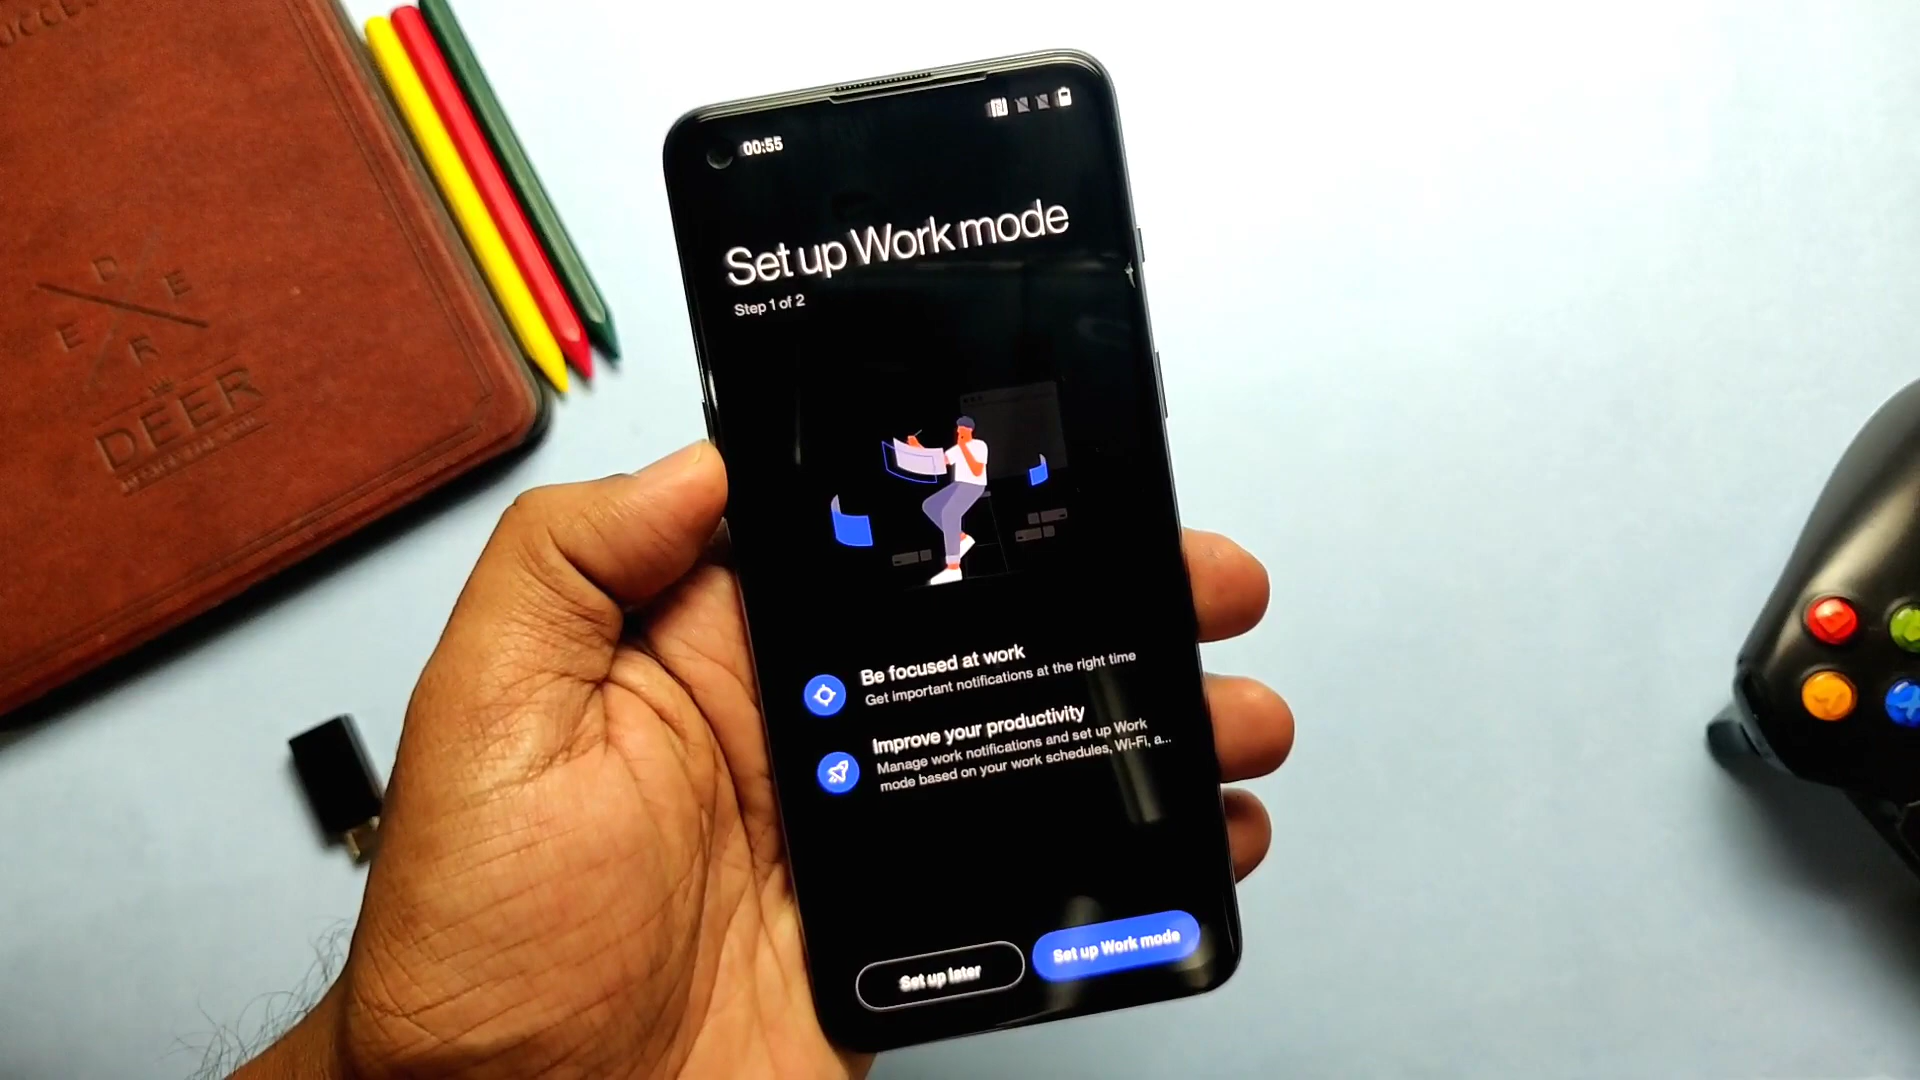 SUCCESS
D
E
E
R
DEER
00:55
Set up Work mode
Step 1 of 2
Be focused at work
Get important notifications at the right time
Improve your productivity
Manage work notifications and set up Work
mode based on your work schedules, Wi-Fi, a...
Set up later
Set up Work mode